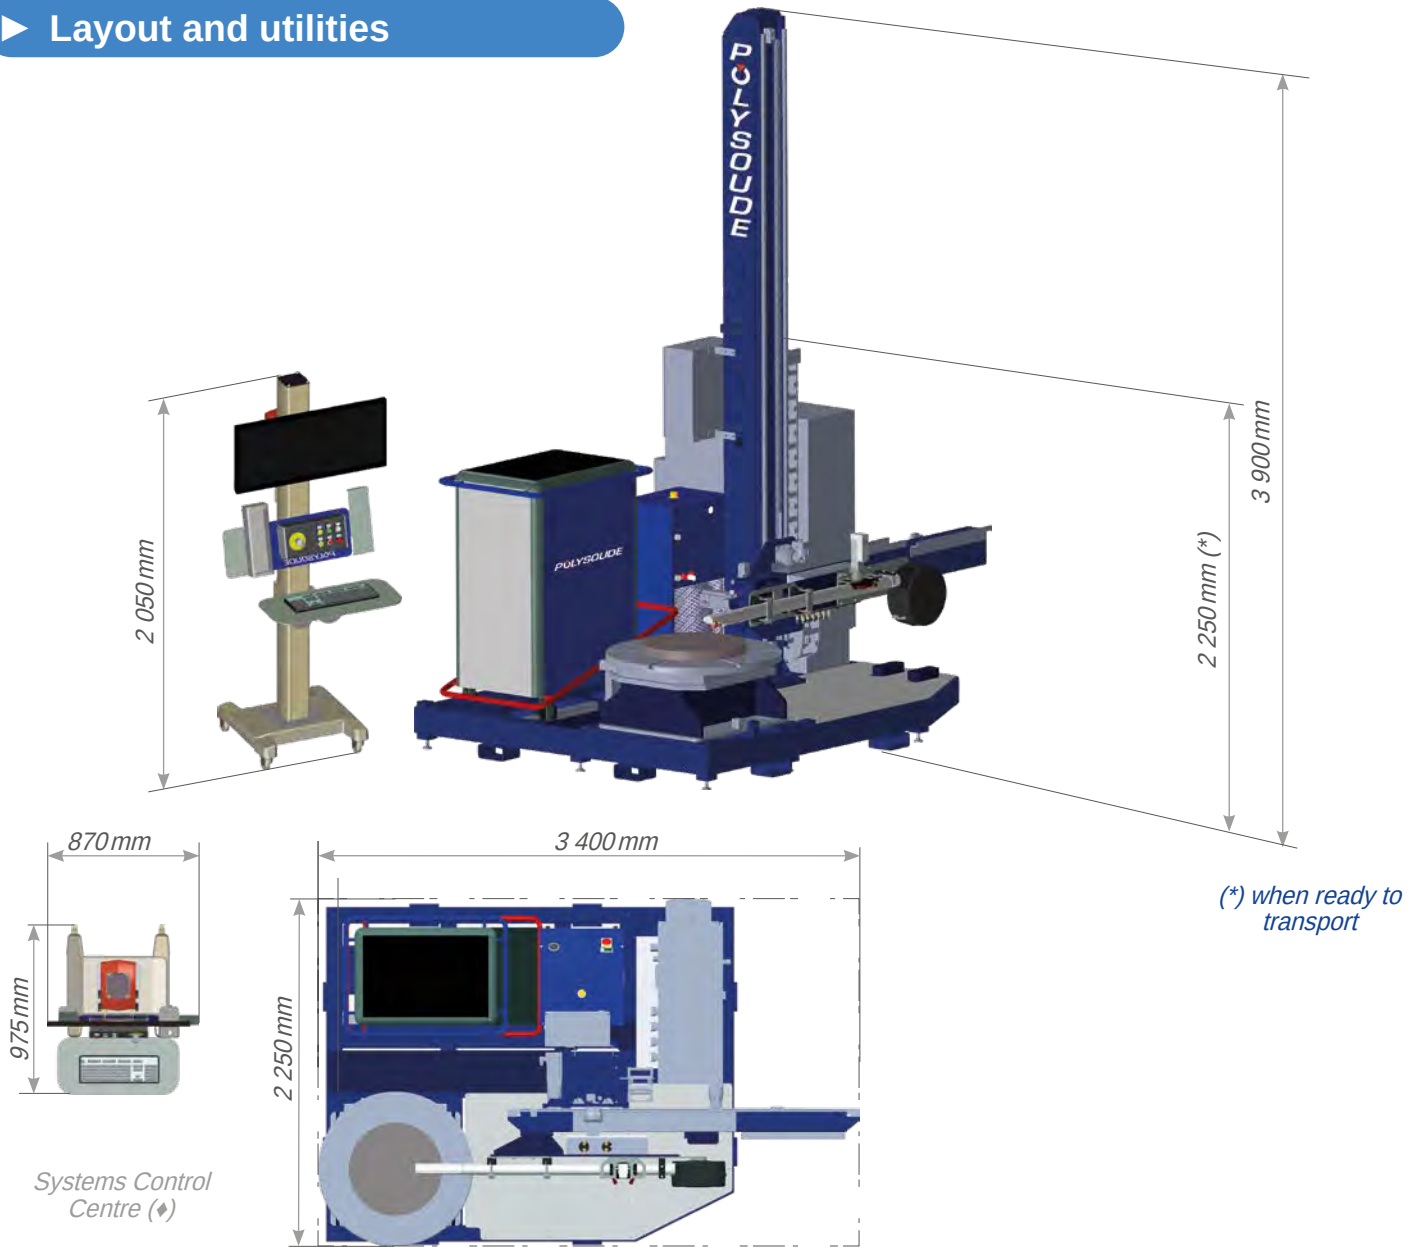 Layout and utilities
POLYSOUDE
3 900 mm
2 250 mm (*)
2 050 mm
POLYSOUDE
POLYSOUDE
870 mm
3 400 mm
(*) when ready to
transport
975 mm
2 250 mm
Systems Control
Centre (♦)